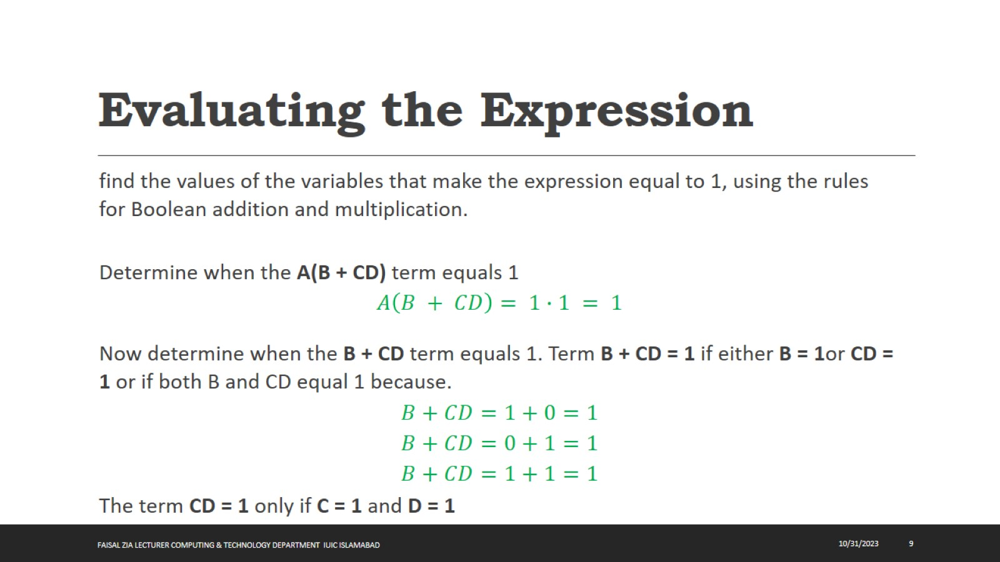 Evaluating the Expression
find the values of the variables that make the expression equal to 1, using the rules
for Boolean addition and multiplication.
Determine when the A(B + CD) term equals 1
A(B + CD) = 1 · 1 = 1
Now determine when the B + CD term equals 1. Term B + CD = 1 if either B = 1or CD =
1 or if both B and CD equal 1 because.
B + CD = 1 + 0 = 1
B + CD = 0 + 1 = 1
B + CD = 1 + 1 = 1
The term CD = 1 only if C = 1 and D = 1
FAISAL ZIA LECTURER COMPUTING & TECHNOLOGY DEPARTMENT IUIC ISLAMABAD
10/31/2023
9